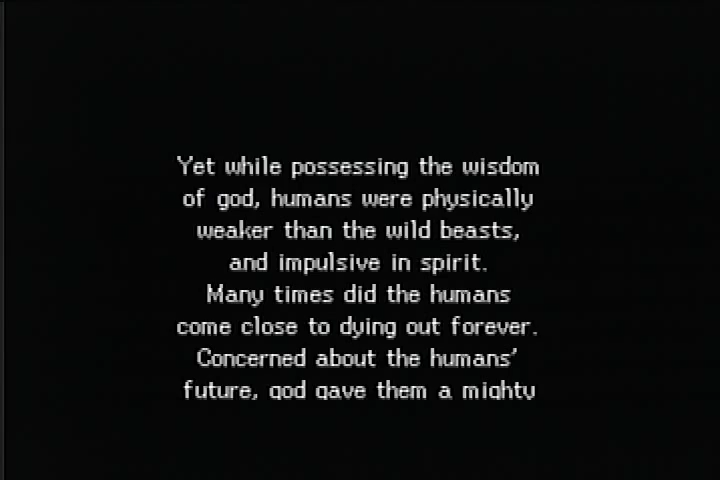 Yet while possessing the wisdom
of god, humans were physically
weaker than the wild beasts,
and impulsive in spirit.
Many times did the humans
come close to dying out forever.
Concerned about the humans'
future, god gave them a mighty